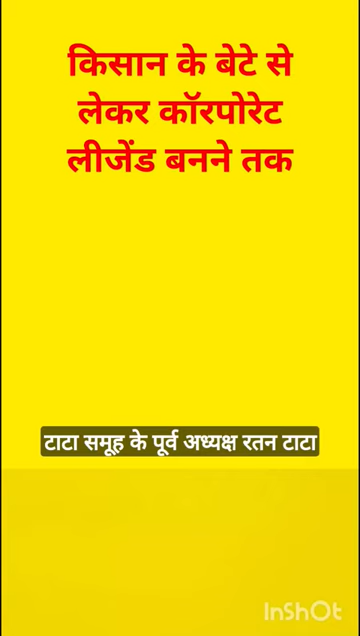 किसान के बेटे से
लेकर कॉरपोरेट
लीजेंड बनने तक
टाटा समूह के पूर्व अध्यक्ष रतन टाटा
InShOt